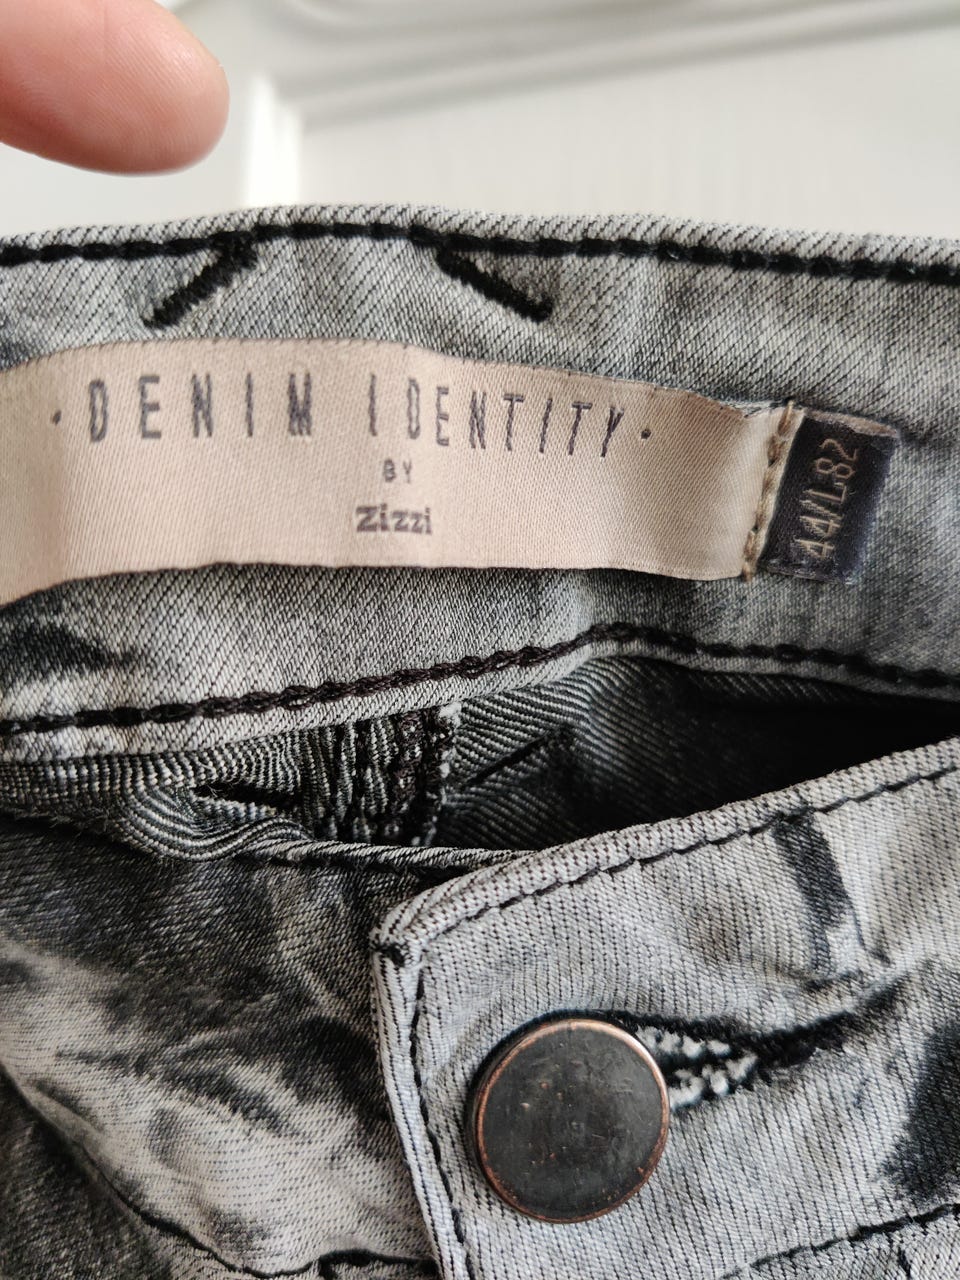 · DENIM IDENTITY ·
BY
Zizzi
44/L82